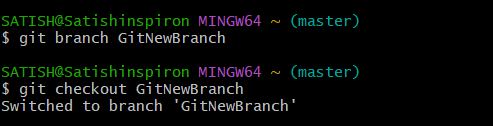 SATISH@Satishinspiron MINGW64 ~ (master)
$ git branch GitNewBranch
SATISH@Satishinspiron MINGW64 ~ (master)
$ git checkout GitNewBranch
Switched to branch 'GitNewBranch'